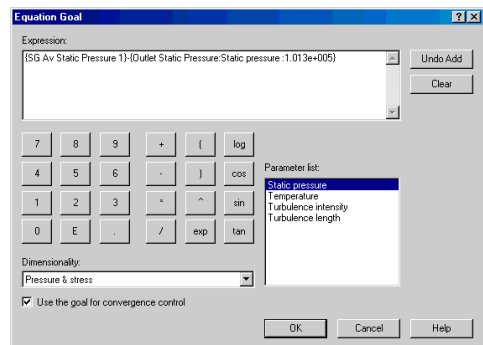 Equation Goal
Expression:
{SG Av Static Pressure 1}-{Outlet Static Pressure:Static pressure :1.013e+005}
Undo Add
Clear
7 8 9 + ( log
4 5 6 - ) cos
1 2 3 * ^ sin
0 E . / exp tan
Parameter list:
Static pressure
Temperature
Turbulence intensity
Turbulence length
Dimensionality:
Pressure & stress
Use the goal for convergence control
OK Cancel Help